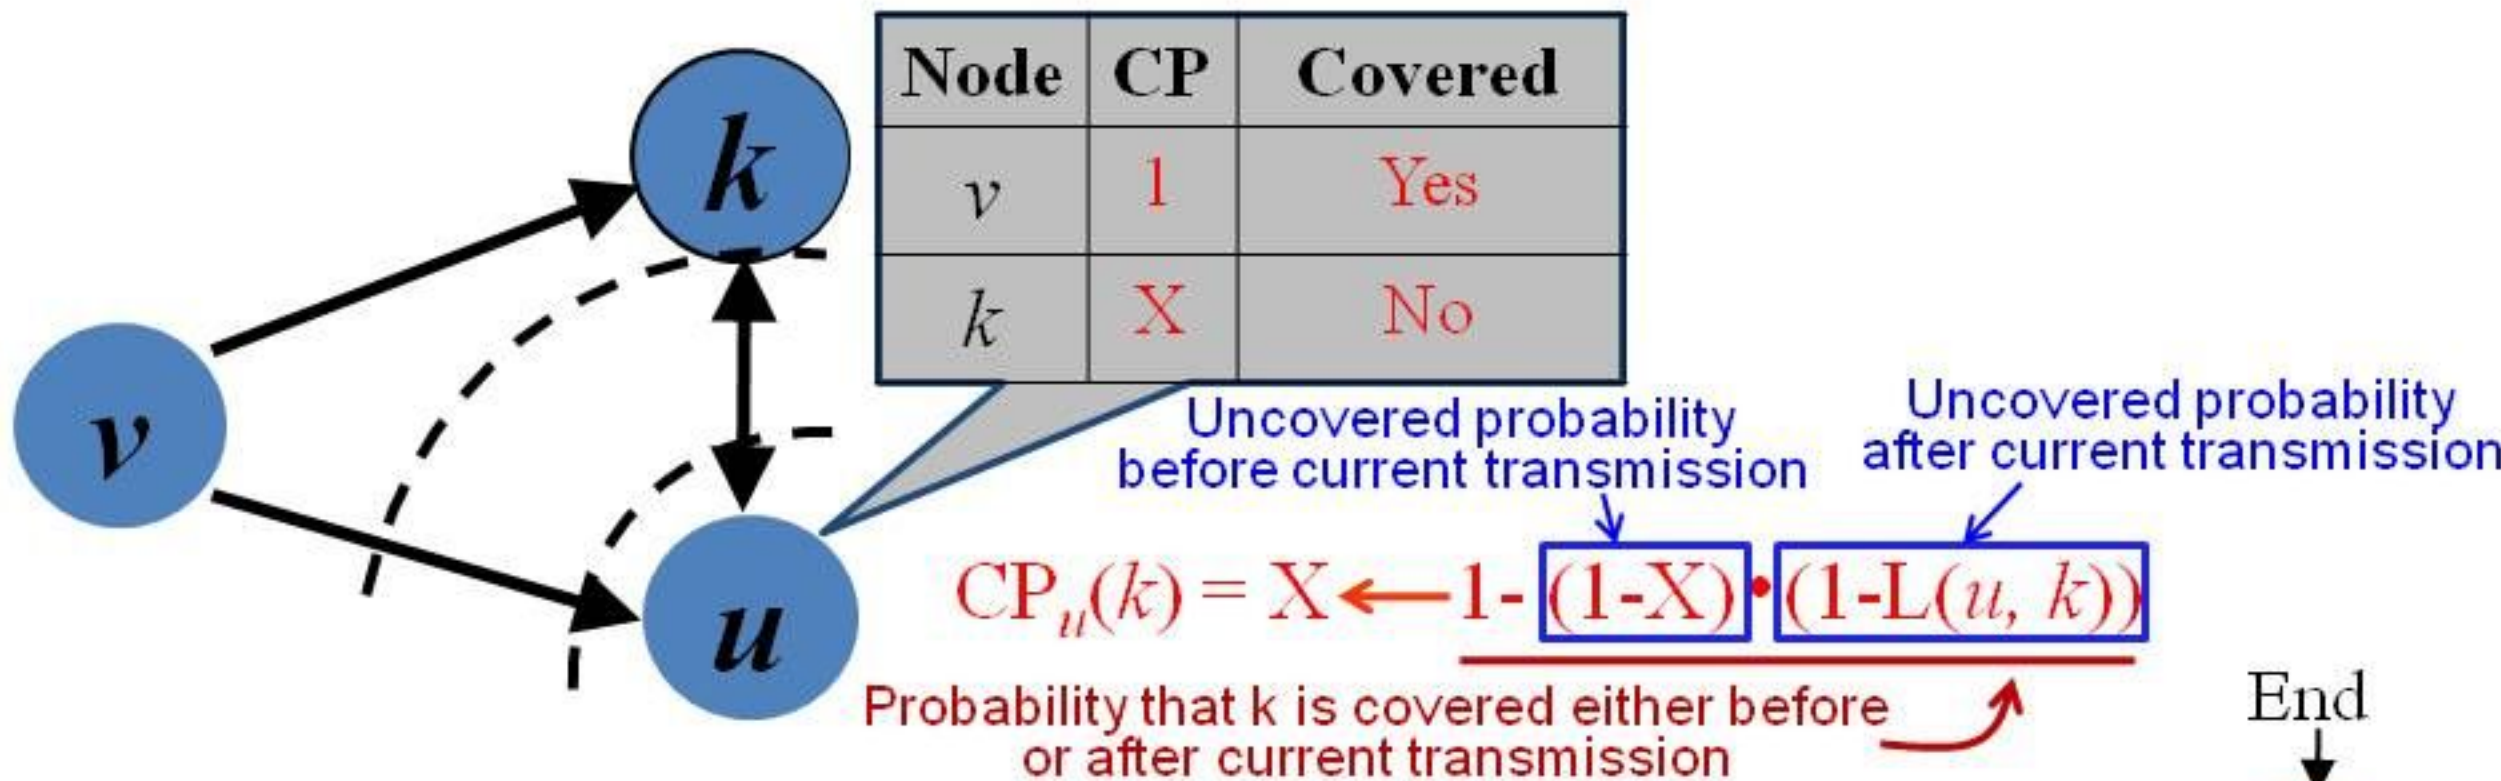 k
v
u
Node CP Covered
v 1 Yes
k X No
Uncovered probability
before current transmission
Uncovered probability
after current transmission
CPu(k) = X ← 1-(1-X)•(1-L(u, k))
Probability that k is covered either before
or after current transmission
End